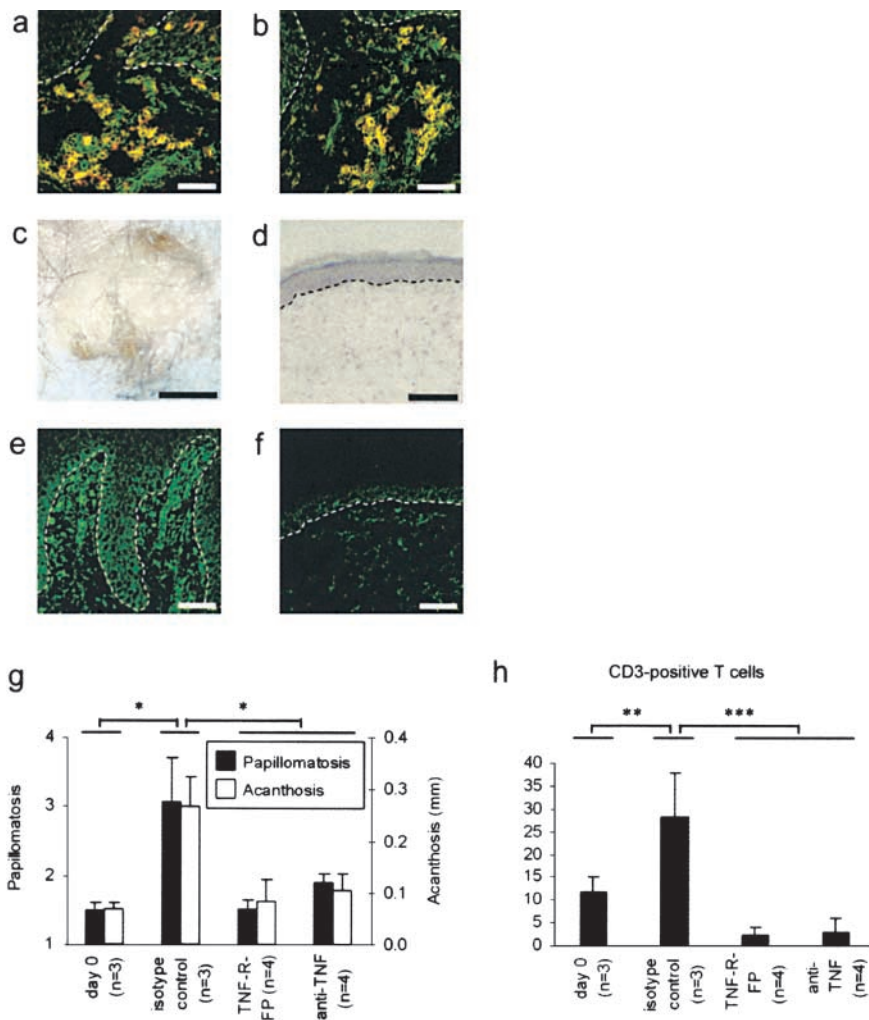 a
b
c
d
e
f
g
*
*
4
3
2
1
Papillomatosis
0.4
0.3
0.2
0.1
0.0
Acanthosis (mm)
Papillomatosis
Acanthosis
day 0
(n=3)
isotype
control
(n=3)
TNF-R-
FP (n=4)
anti-TNF
(n=4)
h
CD3-positive T cells
**
***
40
35
30
25
20
15
10
5
0
day 0
(n=3)
isotype
control
(n=3)
TNF-R-
FP
(n=4)
anti-
TNF
(n=4)